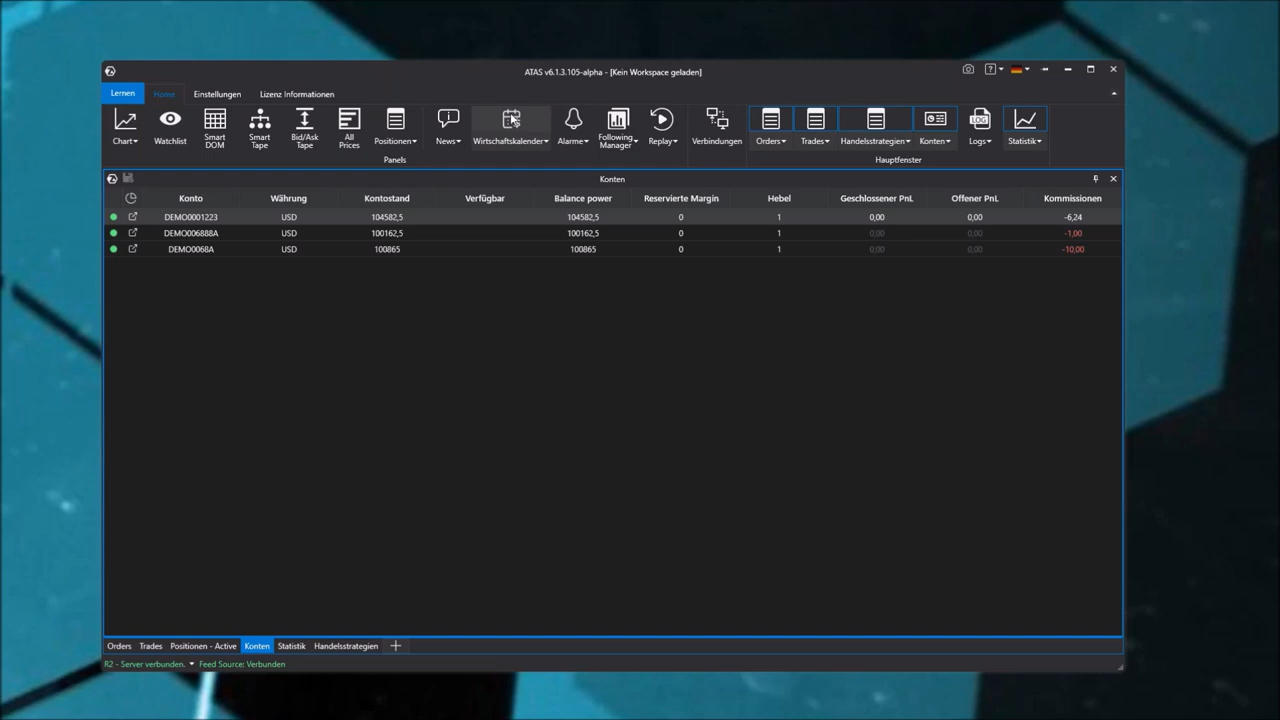 ATAS v6.1.3.105-alpha - [Kein Workspace geladen]
Lernen Home Einstellungen Lizenz Informationen
Chart Watchlist Smart DOM Smart Tape Bid/Ask Tape All Prices Positionen News Wirtschaftskalender Alarme Following Manager Replay Verbindungen Orders Trades Handelsstrategien Konten LOG Logs Statistik
Panels Hauptfenster
Konten
Konto Währung Kontostand Verfügbar Balance power Reservierte Margin Hebel Geschlossener PnL Offener PnL Kommissionen
DEMO0001223 USD 104582,5 104582,5 0 1 0,00 0,00 -6,24
DEMO006888A USD 100162,5 100162,5 0 1 0,00 0,00 -1,00
DEMO0068A USD 100865 100865 0 1 0,00 0,00 -10,00
Orders Trades Positionen - Active Konten Statistik Handelsstrategien
R2 - Server verbunden. Feed Source: Verbunden